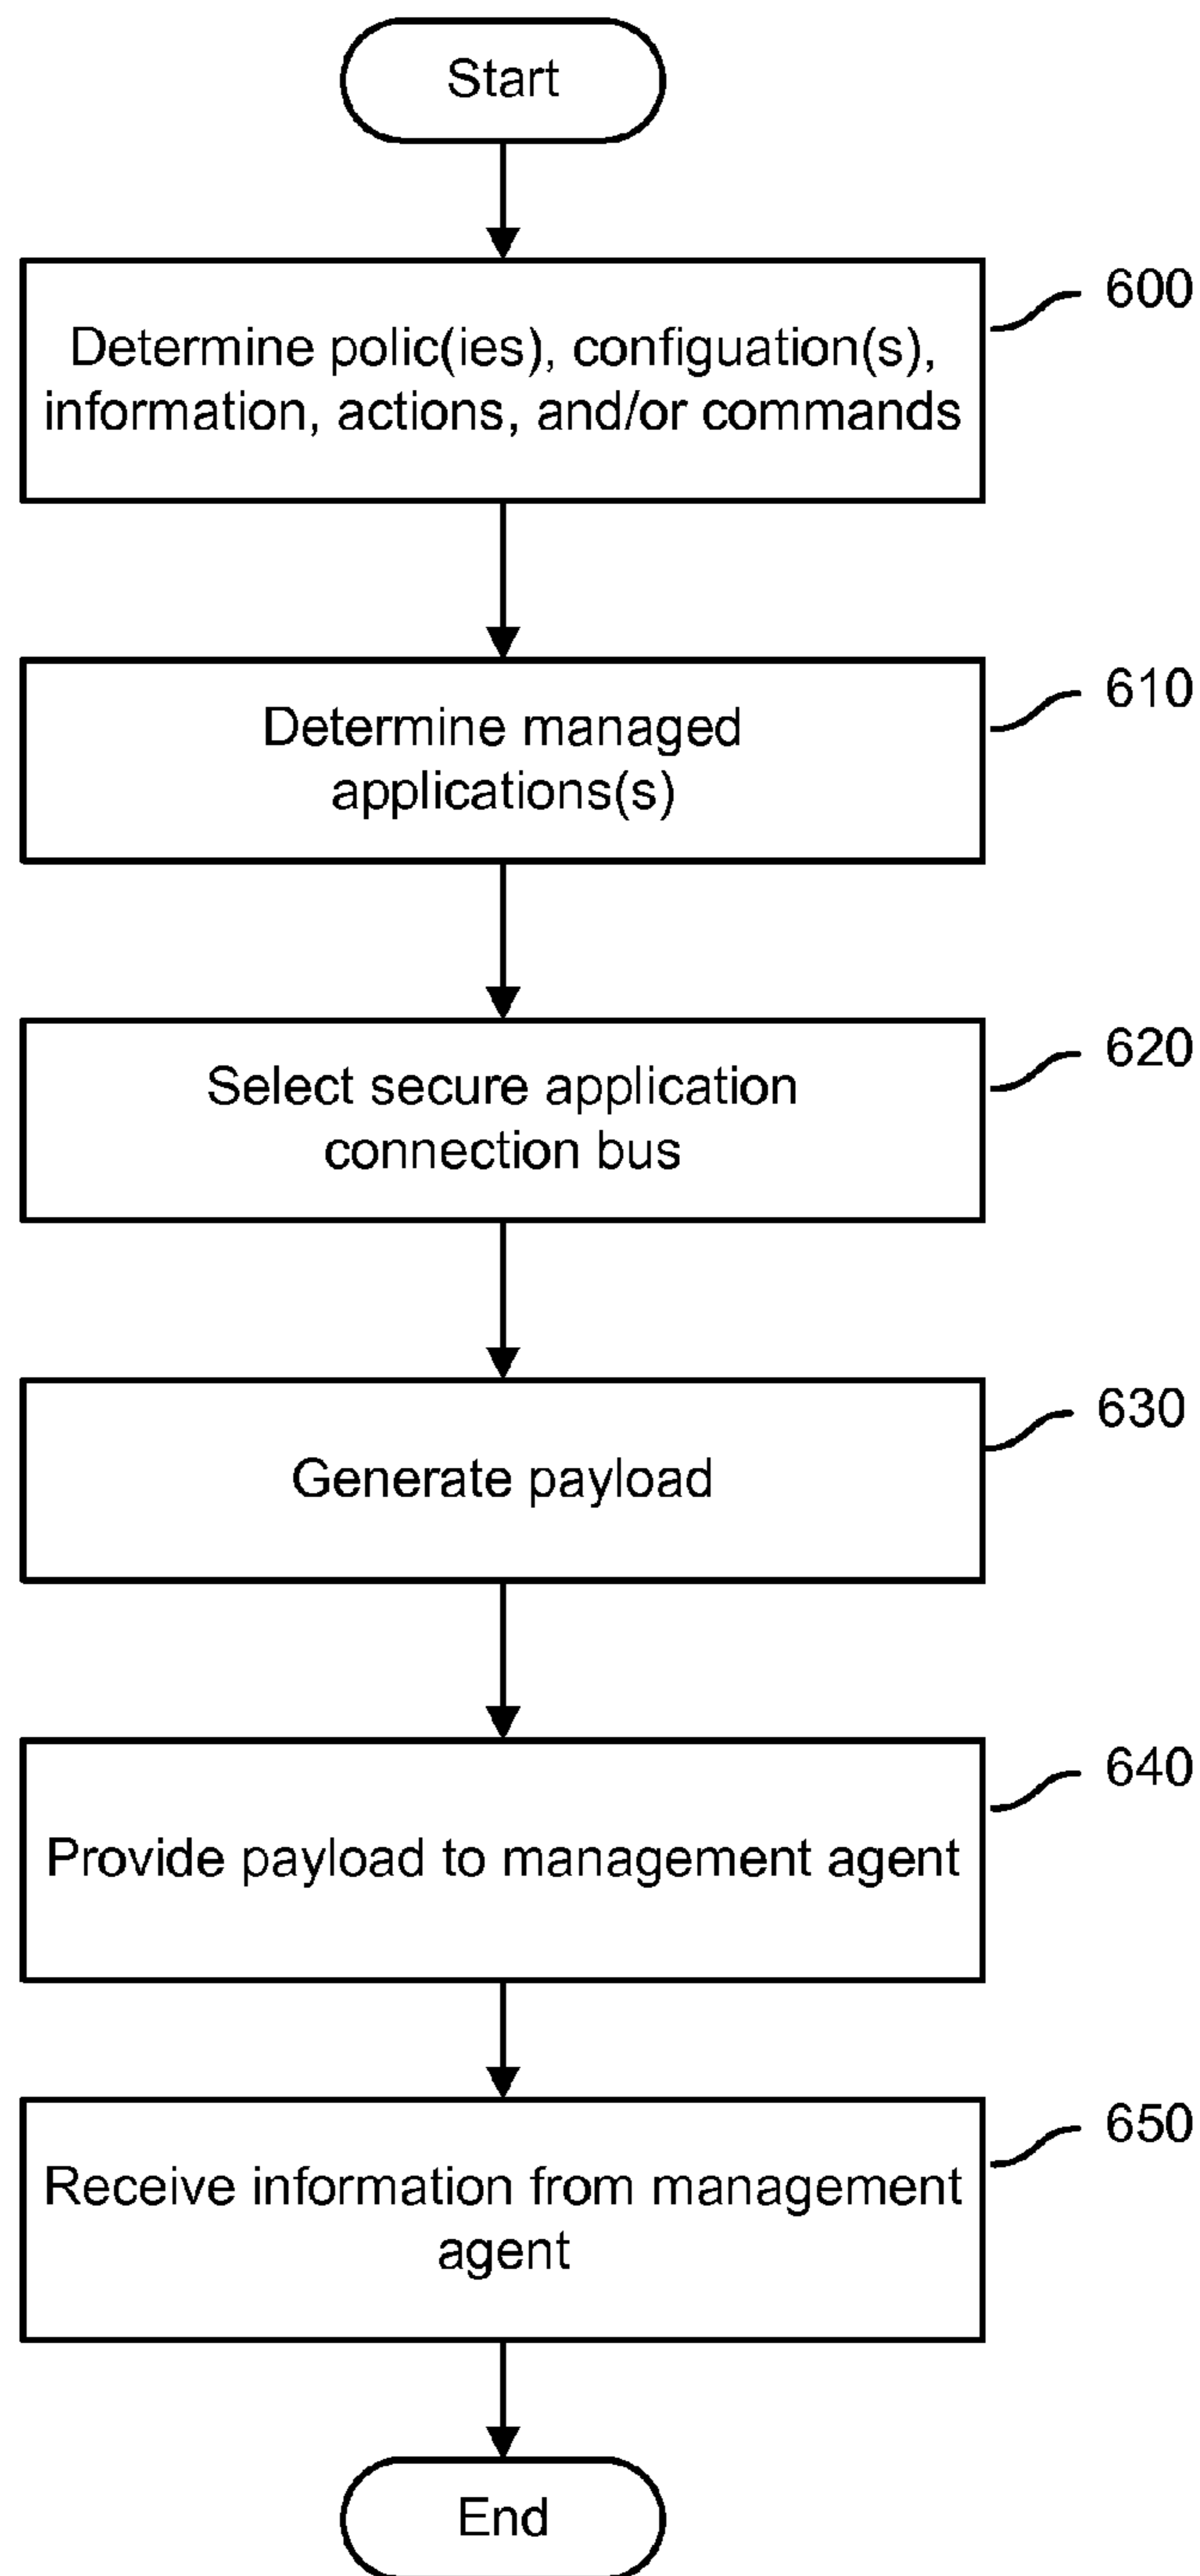 Start
600
Determine polic(ies), configuation(s),
information, actions, and/or commands
610
Determine managed
applications(s)
620
Select secure application
connection bus
630
Generate payload
640
Provide payload to management agent
650
Receive information from management
agent
End